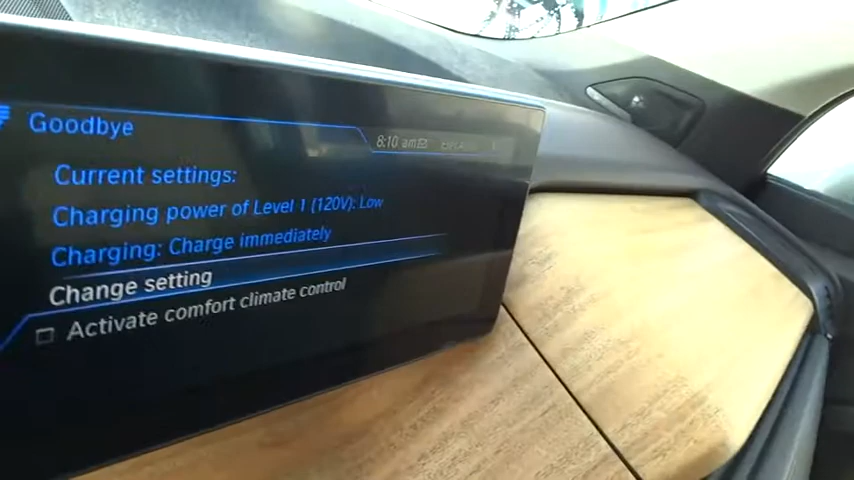 Goodbye
8:10 am
Current settings:
Charging power of Level 1 (120V): Low
Charging: Charge immediately
Change setting
Activate comfort climate control